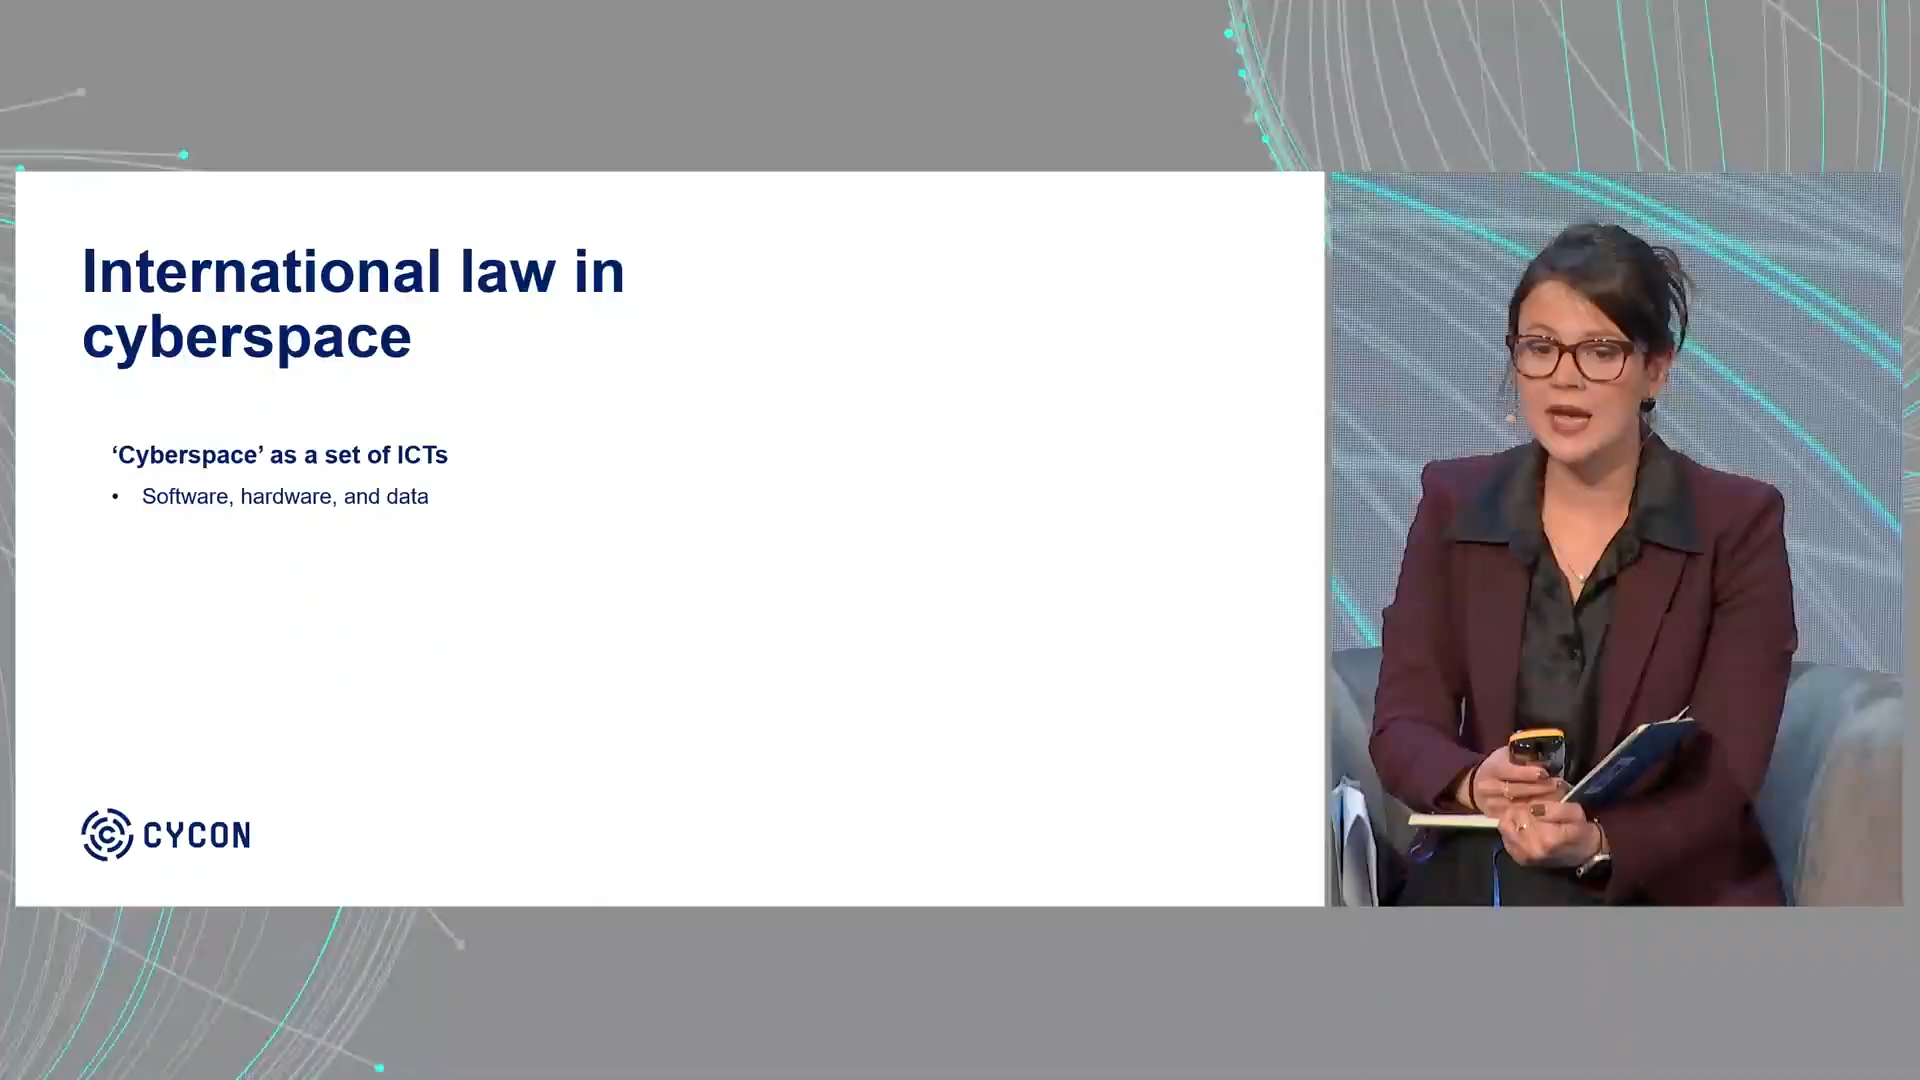 International law in
cyberspace
‘Cyberspace’ as a set of ICTs
• Software, hardware, and data
CYCON